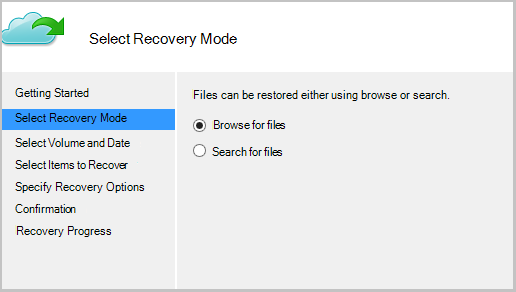 Select Recovery Mode
Getting Started
Select Recovery Mode
Select Volume and Date
Select Items to Recover
Specify Recovery Options
Confirmation
Recovery Progress
Files can be restored either using browse or search.
Browse for files
Search for files